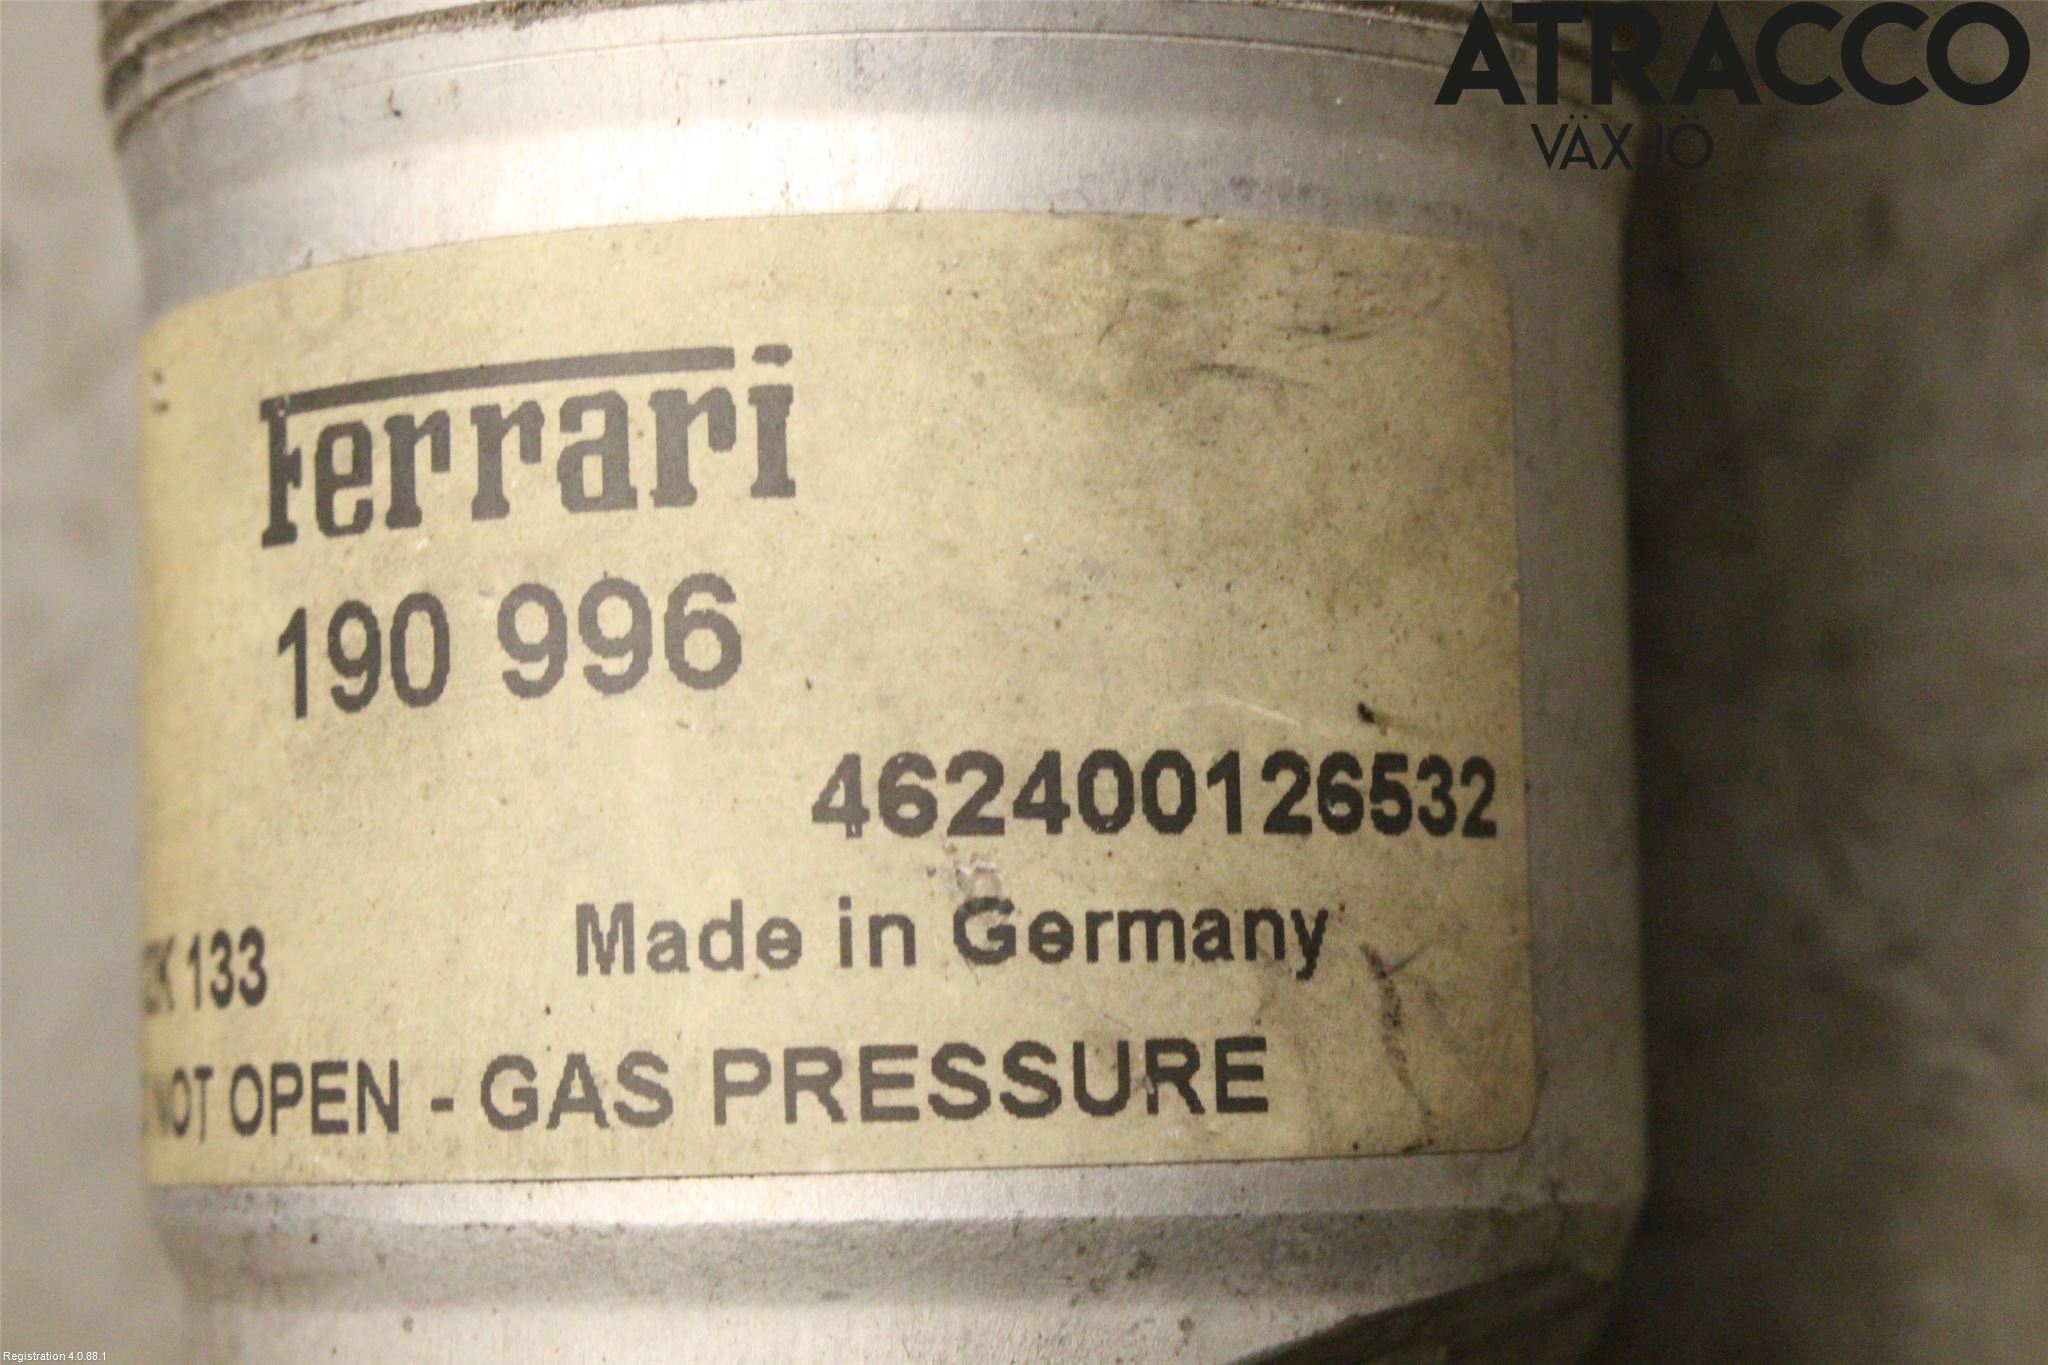 ATRACCO
VÄXJÖ
Ferrari
190 996
462400126532
133
Made in Germany
NOT OPEN - GAS PRESSURE
Registration 4.0.88.1